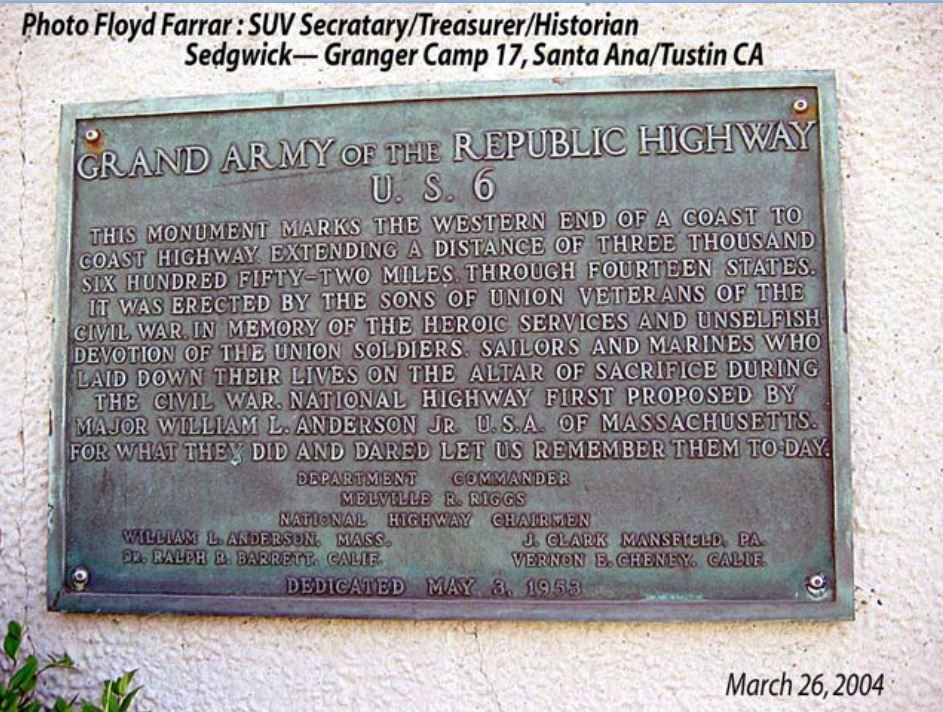 Photo Floyd Farrar : SUV Secratary/Treasurer/Historian
Sedgwick— Granger Camp 17, Santa Ana/Tustin CA
GRAND ARMY OF THE REPUBLIC HIGHWAY
U. S. 6
THIS MONUMENT MARKS THE WESTERN END OF A COAST TO
COAST HIGHWAY EXTENDING A DISTANCE OF THREE THOUSAND
SIX HUNDRED FIFTY-TWO MILES THROUGH FOURTEEN STATES.
IT WAS ERECTED BY THE SONS OF UNION VETERANS OF THE
CIVIL WAR. IN MEMORY OF THE HEROIC SERVICES AND UNSELFISH
DEVOTION OF THE UNION SOLDIERS. SAILORS AND MARINES WHO
LAID DOWN THEIR LIVES ON THE ALTAR OF SACRIFICE DURING
THE CIVIL WAR. NATIONAL HIGHWAY FIRST PROPOSED BY
MAJOR WILLIAM L. ANDERSON JR. U.S.A. OF MASSACHUSETTS.
FOR WHAT THEY DID AND DARED LET US REMEMBER THEM TO-DAY.
DEPARTMENT COMMANDER
MELVILLE R. RIGGS
NATIONAL HIGHWAY CHAIRMEN
WILLIAM L. ANDERSON, MASS. J. CLARK MANSFIELD, PA.
DR. RALPH R. BARRETT. CALIF. VERNON E. CHENEY. CALIF.
DEDICATED MAY 3, 1953
March 26, 2004